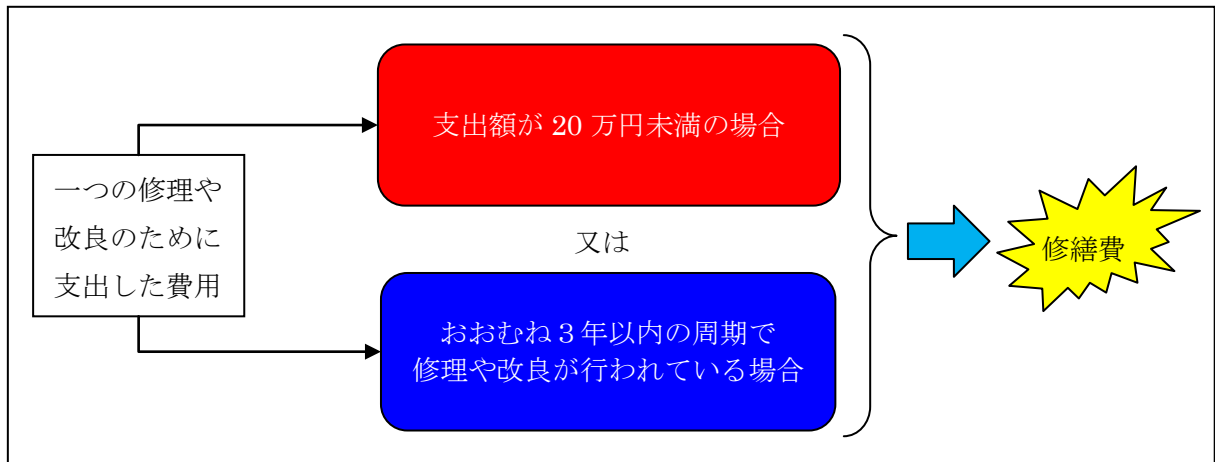 一つの修理や
改良のために
支出した費用
支出額が 20 万円未満の場合
又は
おおむね３年以内の周期で
修理や改良が行われている場合
修繕費